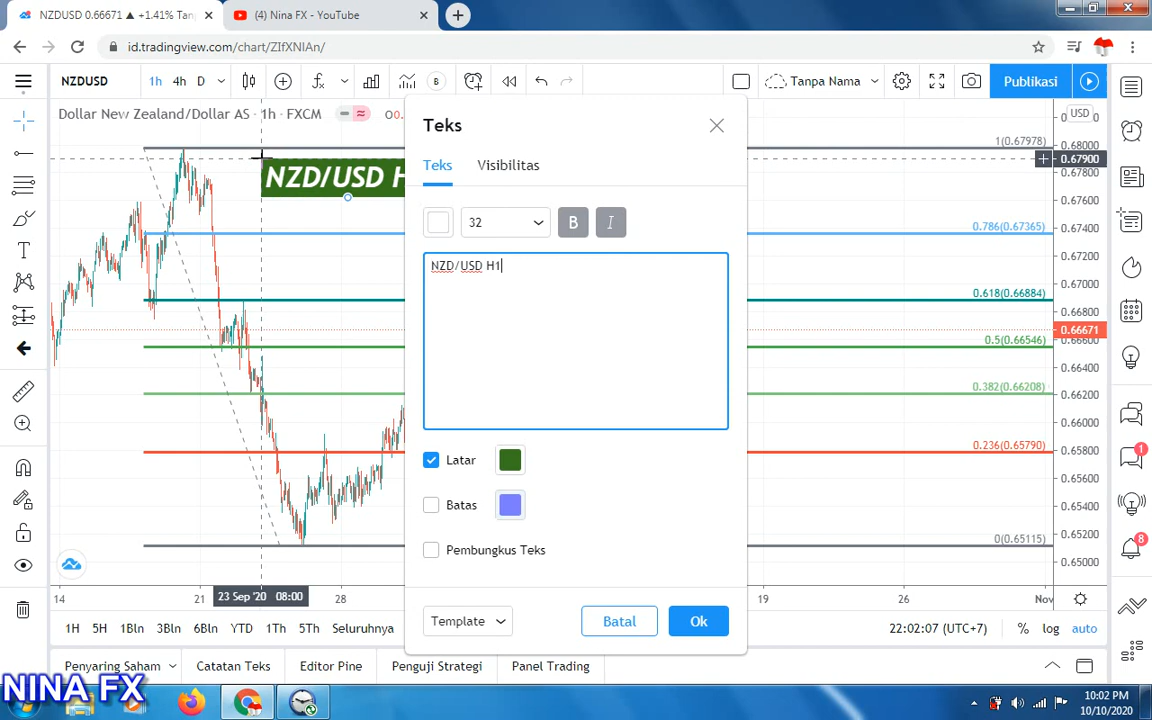 NZDUSD 0.66671 ▲ +1.41% Tan
(4) Nina FX - YouTube
id.tradingview.com/chart/ZIfXNIAn/
NZDUSD
1h
4h
D
B
Tanpa Nama
Publikasi
Dollar New Zealand/Dollar AS · 1h · FXCM
USD
NZD/USD H
Teks
Teks
Visibilitas
32
B
I
NZD/USD H1
Latar
Batas
Pembungkus Teks
Template
Batal
Ok
1(0.67978)
0.786(0.67365)
0.618(0.66884)
0.5(0.66546)
0.382(0.66208)
0.236(0.65790)
0(0.65115)
0.68000
0.67900
0.67800
0.67600
0.67400
0.67200
0.67000
0.66800
0.66671
0.66400
0.66200
0.66000
0.65800
0.65600
0.65400
0.65200
0.65000
1
8
14
21
23 Sep '20 08:00
28
19
26
Nov
1H
5H
1Bln
3Bln
6Bln
YTD
1Th
5Th
Seluruhnya
22:02:07 (UTC+7)
%
log
auto
Penyaring Saham
Catatan Teks
Editor Pine
Penguji Strategi
Panel Trading
NINA FX
10:02 PM
10/10/2020